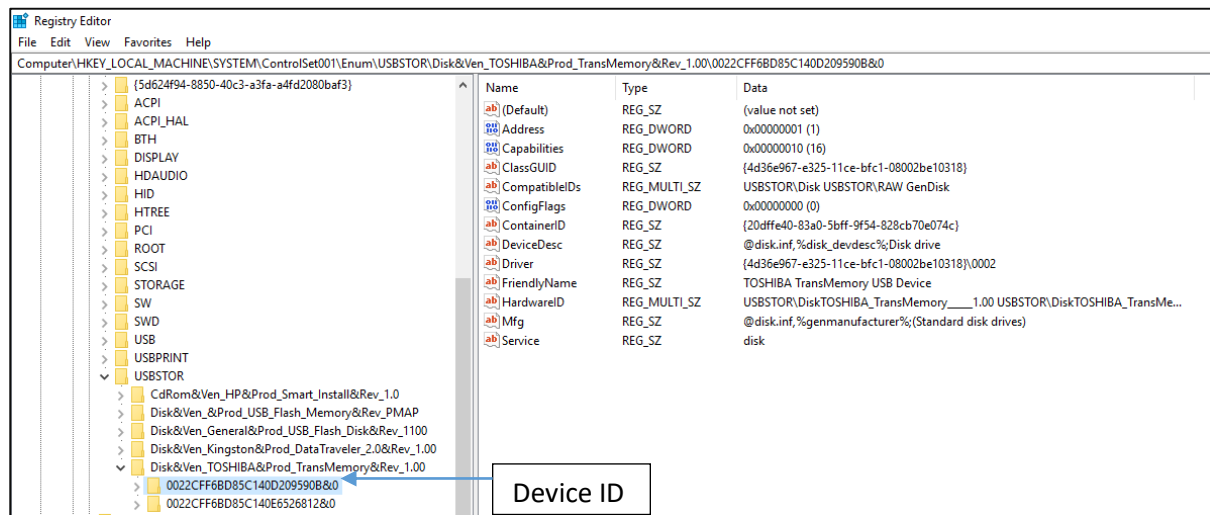 Registry Editor
File Edit View Favorites Help
Computer\HKEY_LOCAL_MACHINE\SYSTEM\ControlSet001\Enum\USBSTOR\Disk&Ven_TOSHIBA&Prod_TransMemory&Rev_1.00\0022CFF6BD85C140D209590B&0
{5d624f94-8850-40c3-a3fa-a4fd2080baf3}
ACPI
ACPI_HAL
BTH
DISPLAY
HDAUDIO
HID
HTREE
PCI
ROOT
SCSI
STORAGE
SW
SWD
USB
USBPRINT
USBSTOR
CdRom&Ven_HP&Prod_Smart_Install&Rev_1.0
Disk&Ven_&Prod_USB_Flash_Memory&Rev_PMAP
Disk&Ven_General&Prod_USB_Flash_Disk&Rev_1100
Disk&Ven_Kingston&Prod_DataTraveler_2.0&Rev_1.00
Disk&Ven_TOSHIBA&Prod_TransMemory&Rev_1.00
0022CFF6BD85C140D209590B&0
0022CFF6BD85C140E6526812&0
Name Type Data
(Default) REG_SZ (value not set)
Address REG_DWORD 0x00000001 (1)
Capabilities REG_DWORD 0x00000010 (16)
ClassGUID REG_SZ {4d36e967-e325-11ce-bfc1-08002be10318}
CompatibleIDs REG_MULTI_SZ USBSTOR\Disk USBSTOR\RAW GenDisk
ConfigFlags REG_DWORD 0x00000000 (0)
ContainerID REG_SZ {20dffe40-83a0-5bff-9f54-828cb70e074c}
DeviceDesc REG_SZ @disk.inf,%disk_devdesc%;Disk drive
Driver REG_SZ {4d36e967-e325-11ce-bfc1-08002be10318}\0002
FriendlyName REG_SZ TOSHIBA TransMemory USB Device
HardwareID REG_MULTI_SZ USBSTOR\DiskTOSHIBA_TransMemory____1.00 USBSTOR\DiskTOSHIBA_TransMe...
Mfg REG_SZ @disk.inf,%genmanufacturer%;(Standard disk drives)
Service REG_SZ disk
Device ID